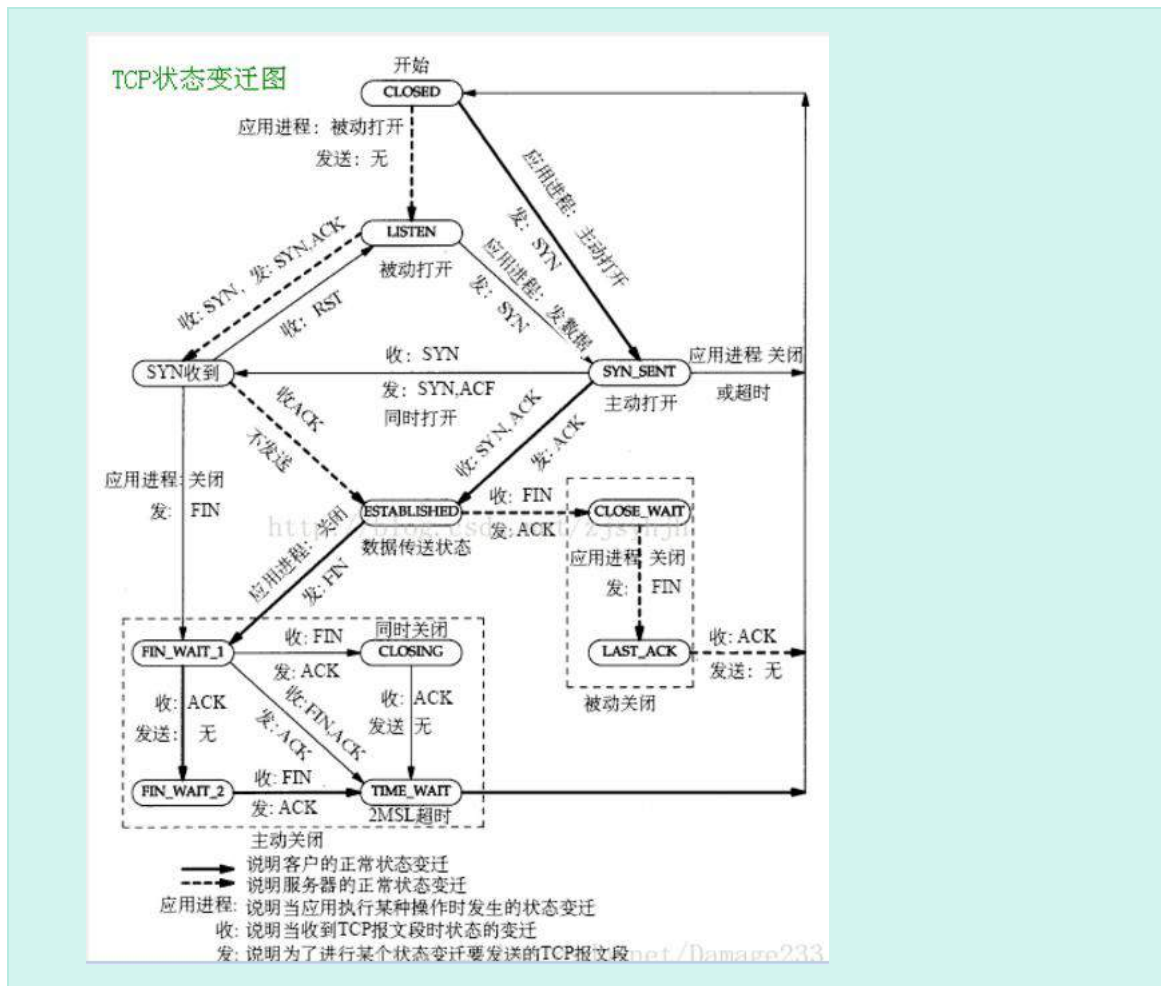 TCP状态变迁图
开始
CLOSED
应用进程：被动打开
发送：无
应用进程：主动打开
发：SYN
LISTEN
被动打开
收: SYN，发: SYN,ACK
收：RST
应用进程：发数据
发：SYN
SYN收到
收：SYN
发：SYN,ACF
同时打开
SYN_SENT
主动打开
应用进程:关闭
或超时
收ACK
不发送
收: SYN, ACK
发: ACK
应用进程:关闭
发: FIN
ESTABLISHED
数据传送状态
收: FIN
发: ACK
CLOSE_WAIT
应用进程 关闭
发: FIN
LAST_ACK
收: ACK
发送：无
被动关闭
应用进程：关闭
发: FIN
FIN_WAIT_1
收: FIN
发: ACK
同时关闭
CLOSING
收: ACK
发送：无
收: FIN,ACK
发: ACK
收: ACK
发送 无
FIN_WAIT_2
收: FIN
发: ACK
TIME_WAIT
2MSL超时
主动关闭
说明客户的正常状态变迁
说明服务器的正常状态变迁
应用进程: 说明当应用执行某种操作时发生的状态变迁
收: 说明当收到TCP报文段时状态的变迁
发: 说明为了进行某个状态变迁要发送的TCP报文段
net/Damage233